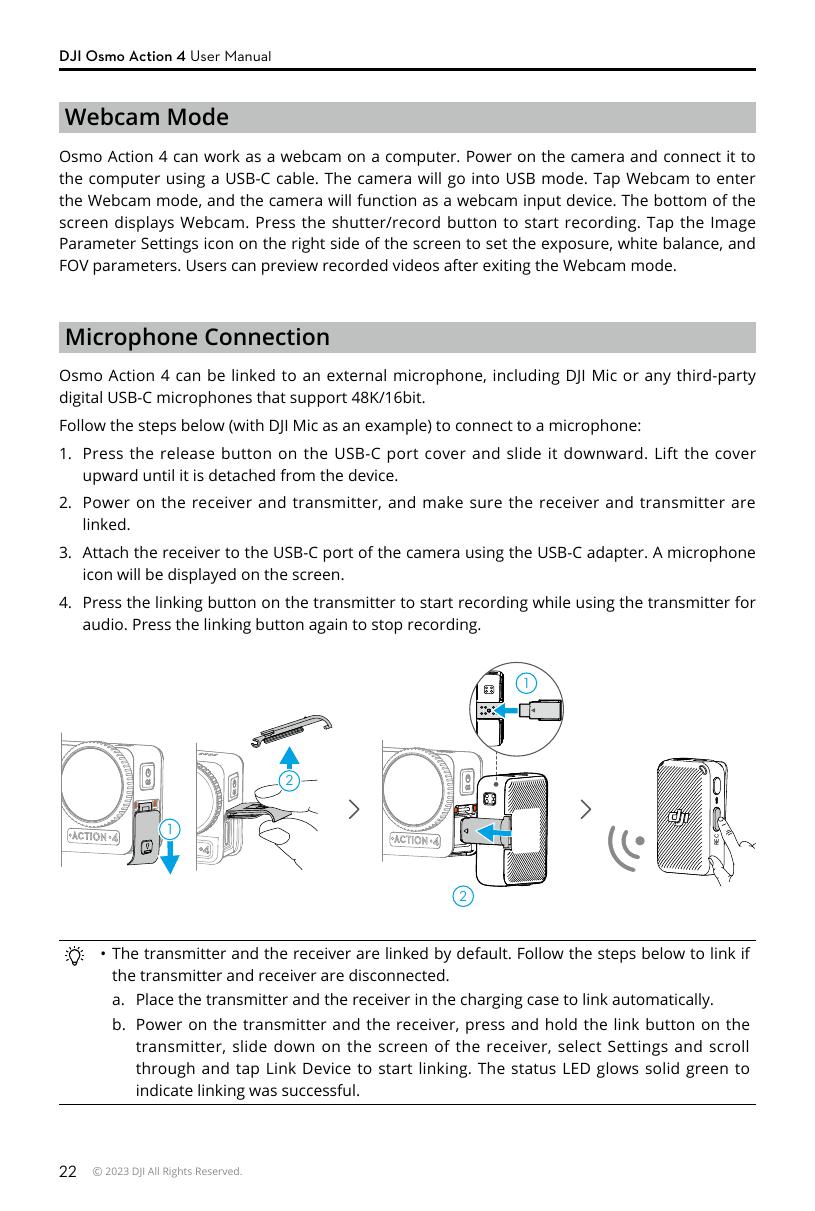 DJI Osmo Action 4 User Manual
Webcam Mode
Osmo Action 4 can work as a webcam on a computer. Power on the camera and connect it to
the computer using a USB-C cable. The camera will go into USB mode. Tap Webcam to enter
the Webcam mode, and the camera will function as a webcam input device. The bottom of the
screen displays Webcam. Press the shutter/record button to start recording. Tap the Image
Parameter Settings icon on the right side of the screen to set the exposure, white balance, and
FOV parameters. Users can preview recorded videos after exiting the Webcam mode.
Microphone Connection
Osmo Action 4 can be linked to an external microphone, including DJI Mic or any third-party
digital USB-C microphones that support 48K/16bit.
Follow the steps below (with DJI Mic as an example) to connect to a microphone:
1. Press the release button on the USB-C port cover and slide it downward. Lift the cover
upward until it is detached from the device.
2. Power on the receiver and transmitter, and make sure the receiver and transmitter are
linked.
3. Attach the receiver to the USB-C port of the camera using the USB-C adapter. A microphone
icon will be displayed on the screen.
4. Press the linking button on the transmitter to start recording while using the transmitter for
audio. Press the linking button again to stop recording.
1
2
ACTION 4
1
2
ACTION 4
4
dji
REC
• The transmitter and the receiver are linked by default. Follow the steps below to link if
the transmitter and receiver are disconnected.
a. Place the transmitter and the receiver in the charging case to link automatically.
b. Power on the transmitter and the receiver, press and hold the link button on the
transmitter, slide down on the screen of the receiver, select Settings and scroll
through and tap Link Device to start linking. The status LED glows solid green to
indicate linking was successful.
22 © 2023 DJI All Rights Reserved.